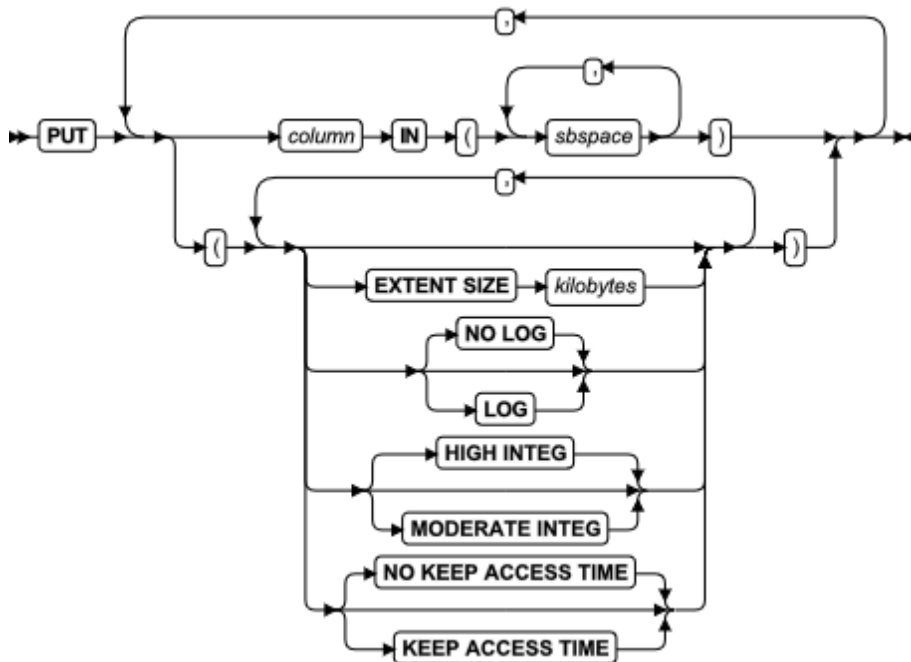 ,
,
PUT column IN ( sbspace )
,
( )
EXTENT SIZE kilobytes
NO LOG
LOG
HIGH INTEG
MODERATE INTEG
NO KEEP ACCESS TIME
KEEP ACCESS TIME